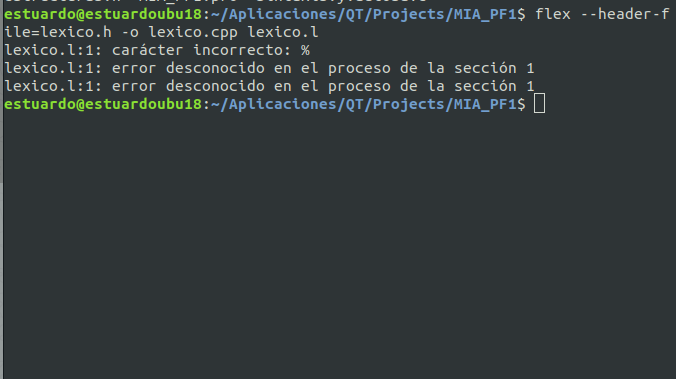 estuardo@estuardoubu18:~/Aplicaciones/QT/Projects/MIA_PF1$ flex --header-f
ile=lexico.h -o lexico.cpp lexico.l
lexico.l:1: carácter incorrecto: %
lexico.l:1: error desconocido en el proceso de la sección 1
lexico.l:1: error desconocido en el proceso de la sección 1
estuardo@estuardoubu18:~/Aplicaciones/QT/Projects/MIA_PF1$